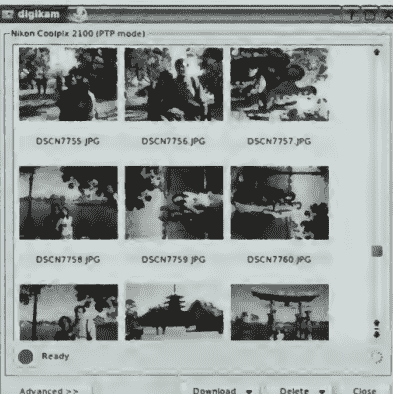 digikam
Nikon Coolpix 2100 (PTP mode)
DSCN7755.JPG DSCN7756.JPG DSCN7757.JPG
DSCN7758.JPG DSCN7759.JPG DSCN7760.JPG
Ready
Advanced >> Download Delete Close